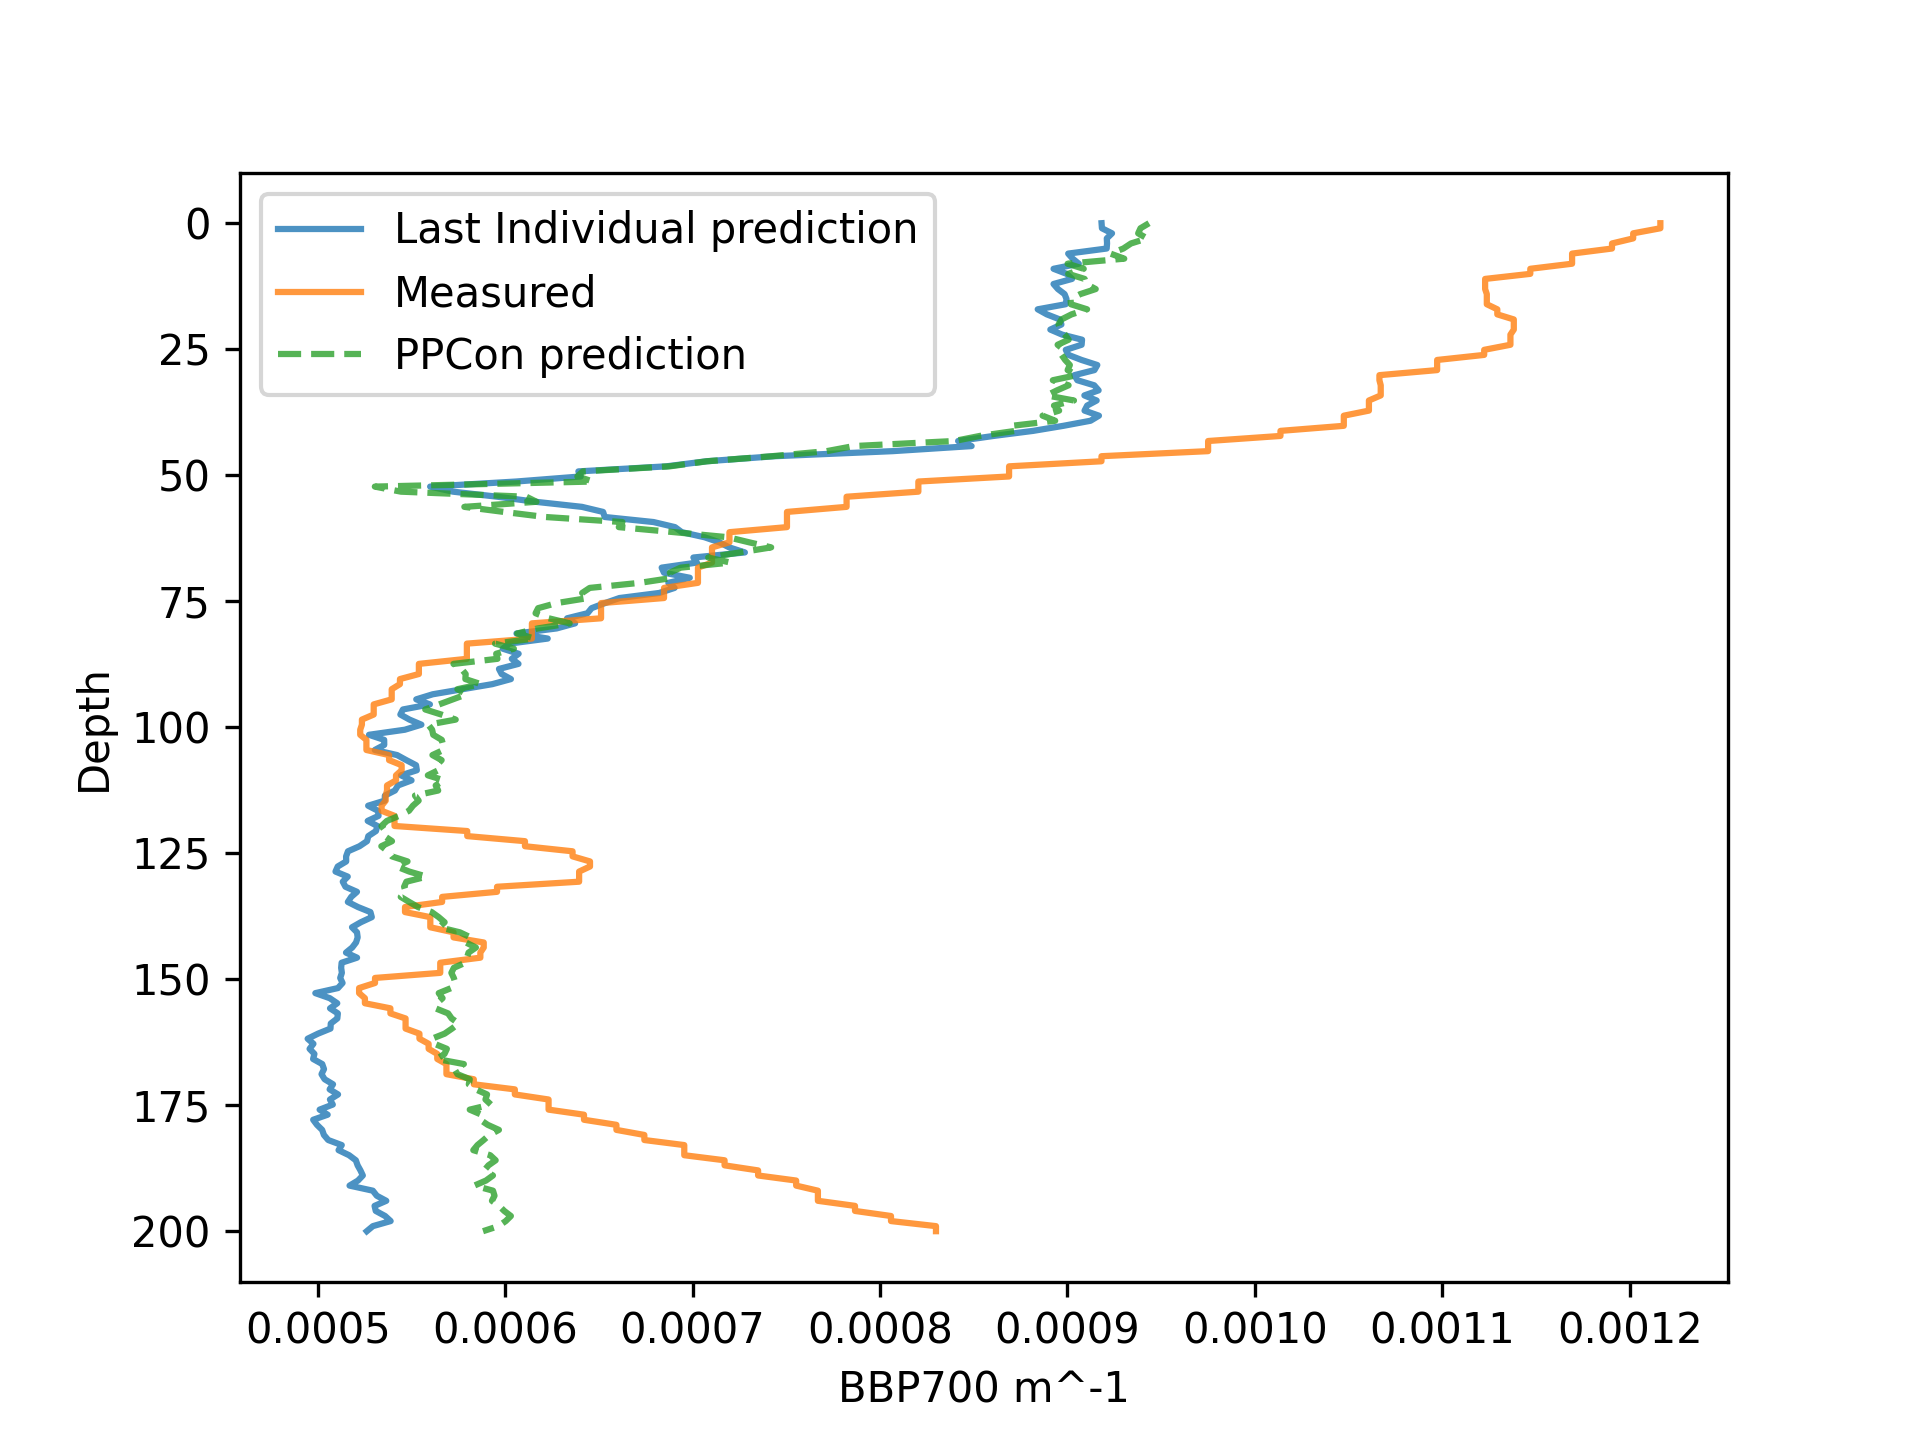 Last Individual prediction
Measured
PPCon prediction
0
25
50
75
100
125
150
175
200
Depth
0.0005 0.0006 0.0007 0.0008 0.0009 0.0010 0.0011 0.0012
BBP700 m^-1